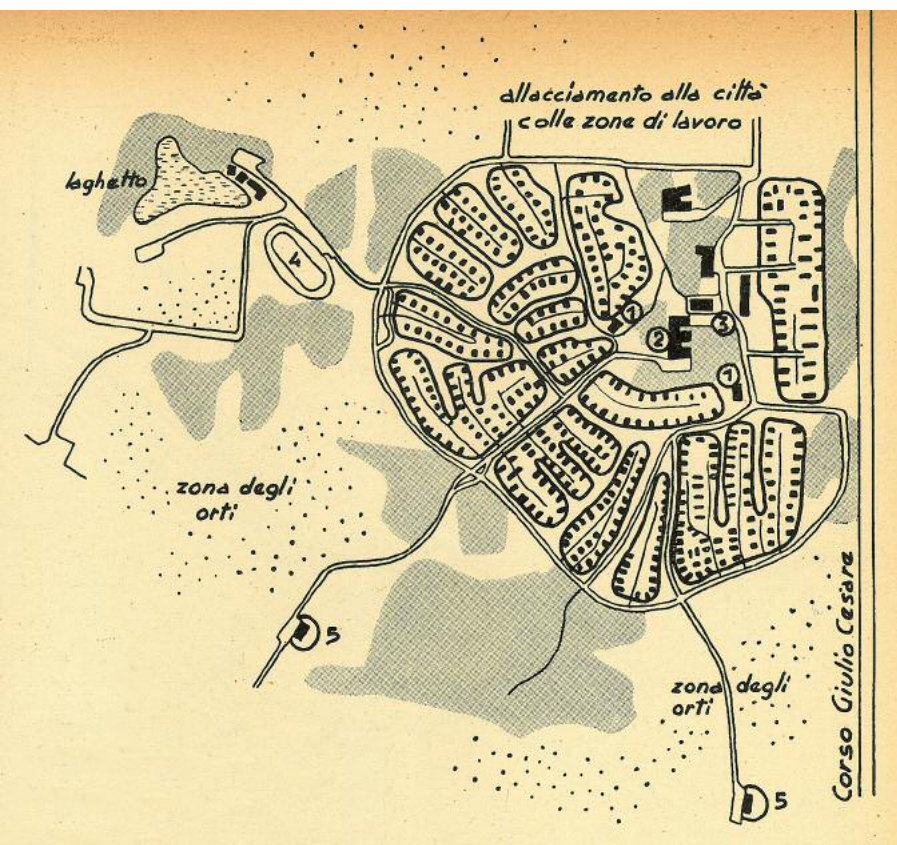 allacciamento alla città
colle zone di lavoro
laghetto
4
1
2
3
1
zona degli
orti
5
zona degli
orti
5
Corso Giulio Cesare